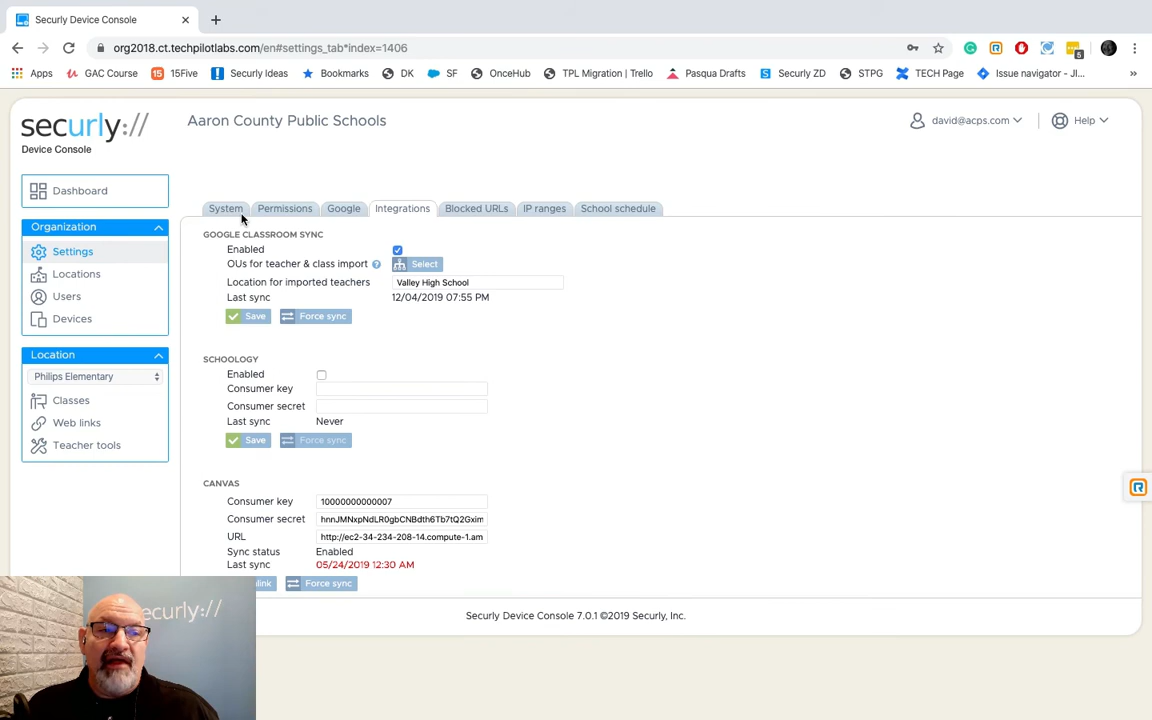 Securly Device Console
org2018.ct.techpilotlabs.com/en#settings_tab*index=1406
5
Apps GAC Course 15 15Five Securly Ideas Bookmarks DK SF OnceHub TPL Migration | Trello Pasqua Drafts Securly ZD STPG TECH Page Issue navigator - JI... »
securly://
Device Console
Aaron County Public Schools
david@acps.com
Help
Dashboard
Organization
Settings
Locations
Users
Devices
Location
Philips Elementary
Classes
Web links
Teacher tools
System Permissions Google Integrations Blocked URLs IP ranges School schedule
GOOGLE CLASSROOM SYNC
Enabled
OUs for teacher & class import ? Select
Location for imported teachers Valley High School
Last sync 12/04/2019 07:55 PM
Save Force sync
SCHOOLOGY
Enabled
Consumer key
Consumer secret
Last sync Never
Save Force sync
CANVAS
Consumer key 10000000000007
Consumer secret hnnJMNxpNdLR0gbCNBdth6Tb7tQ2Gxim
URL http://ec2-34-234-208-14.compute-1.am
Sync status Enabled
Last sync 05/24/2019 12:30 AM
Force sync
Securly Device Console 7.0.1 ©2019 Securly, Inc.
ecurly://